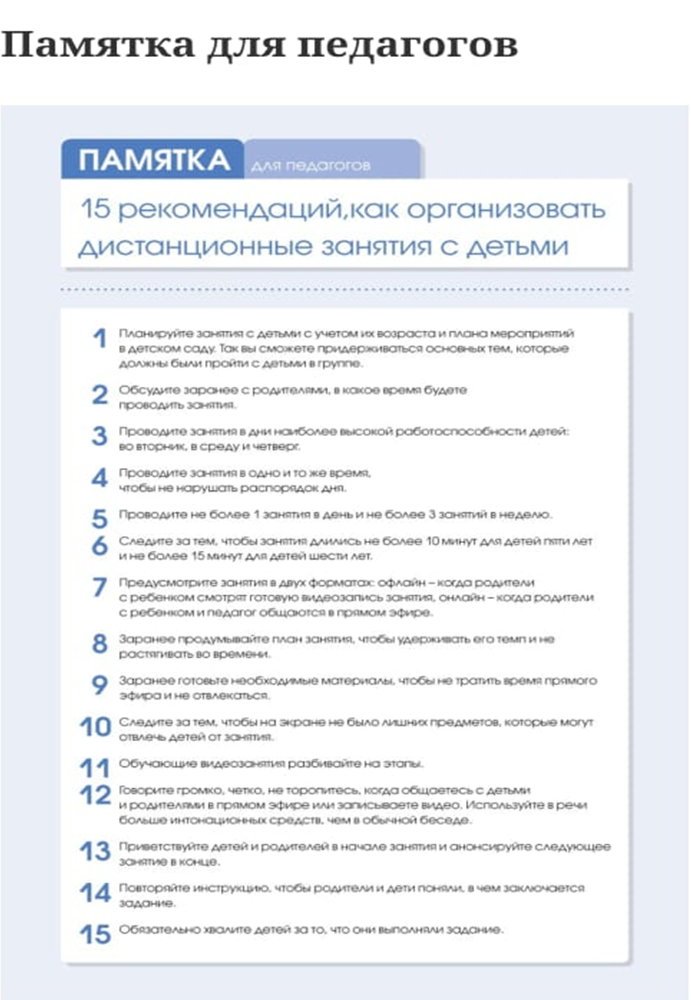 Памятка для педагогов
ПАМЯТКА для педагогов
15 рекомендаций,как организовать
дистанционные занятия с детьми
1 Планируйте занятия с детьми с учетом их возраста и плана мероприятий
в детском саду. Так вы сможете придерживаться основных тем, которые
должны были пройти с детьми в группе.
2 Обсудите заранее с родителями, в какое время будете
проводить занятия.
3 Проводите занятия в дни наиболее высокой работоспособности детей:
во вторник, в среду и четверг.
4 Проводите занятия в одно и то же время,
чтобы не нарушать распорядок дня.
5 Проводите не более 1 занятия в день и не более 3 занятий в неделю.
6 Следите за тем, чтобы занятия длились не более 10 минут для детей пяти лет
и не более 15 минут для детей шести лет.
7 Предусмотрите занятия в двух форматах: офлайн – когда родители
с ребенком смотрят готовую видеозапись занятия, онлайн – когда родители
с ребенком и педагог общаются в прямом эфире.
8 Заранее продумывайте план занятия, чтобы удерживать его темп и не
растягивать во времени.
9 Заранее готовьте необходимые материалы, чтобы не тратить время прямого
эфира и не отвлекаться.
10 Следите за тем, чтобы на экране не было лишних предметов, которые могут
отвлечь детей от занятия.
11 Обучающие видеозанятия разбивайте на этапы.
12 Говорите громко, четко, не торопитесь, когда общаетесь с детьми
и родителями в прямом эфире или записываете видео. Используйте в речи
больше интонационных средств, чем в обычной беседе.
13 Приветствуйте детей и родителей в начале занятия и анонсируйте следующее
занятие в конце.
14 Повторяйте инструкцию, чтобы родители и дети поняли, в чем заключается
задание.
15 Обязательно хвалите детей за то, что они выполняли задание.